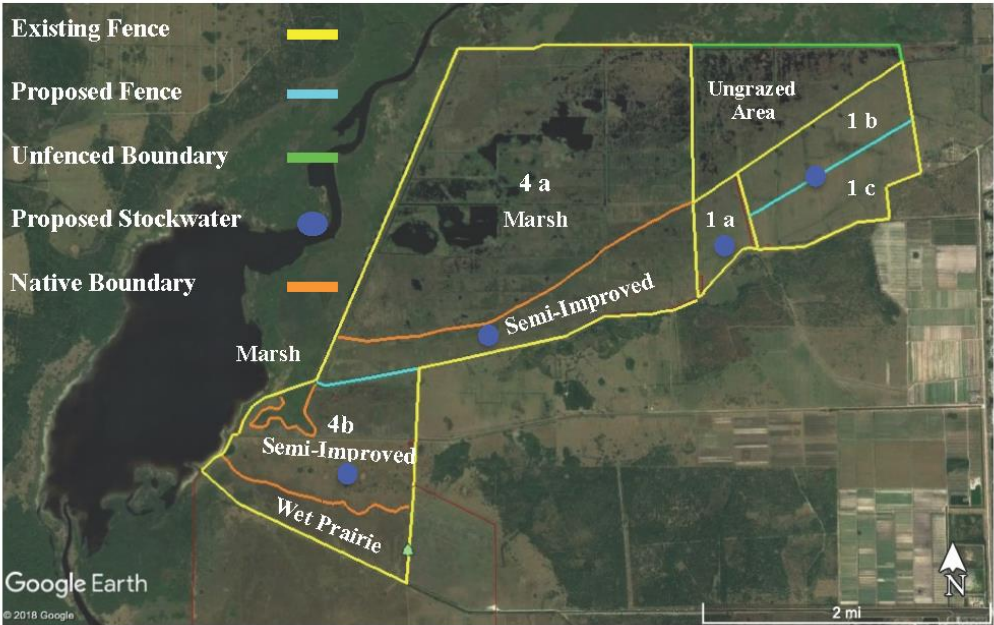 Existing Fence
Proposed Fence
Unfenced Boundary
Proposed Stockwater
Native Boundary
Ungrazed
Area
1 b
1 c
4 a
Marsh
1 a
Semi-Improved
Marsh
4b
Semi-Improved
Wet Prairie
Google Earth
© 2018 Google
N
2 mi